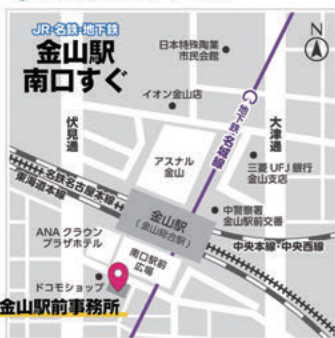 JR・名鉄・地下鉄
金山駅
南口すぐ
N
日本特殊陶業
市民会館
イオン金山店
伏見通
地下鉄名城線
大津通
アスナル
金山
三菱UFJ銀行
金山支店
名鉄名古屋本線
東海道本線
金山駅
(金山総合駅)
中警察署
金山駅前交番
中央本線・中央西線
ANAクラウン
プラザホテル
南口駅前
広場
ドコモショップ
金山駅前事務所